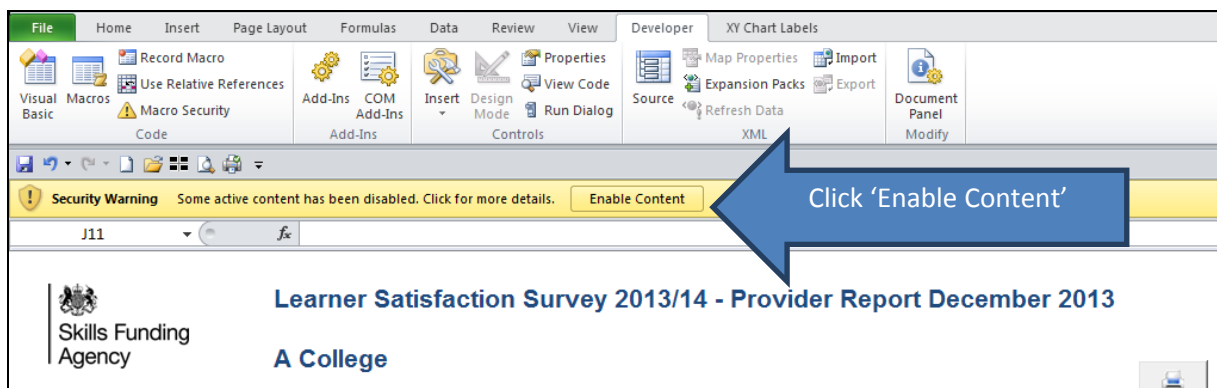 File Home Insert Page Layout Formulas Data Review View Developer XY Chart Labels
Record Macro Properties Map Properties Import
Use Relative References View Code Expansion Packs Export
Visual Basic Macros Macro Security Add-Ins COM Add-Ins Insert Design Mode Run Dialog Source Refresh Data Document Panel
Code Add-Ins Controls XML Modify
Security Warning Some active content has been disabled. Click for more details. Enable Content Click ‘Enable Content’
J11 fx
Learner Satisfaction Survey 2013/14 - Provider Report December 2013
Skills Funding
Agency
A College